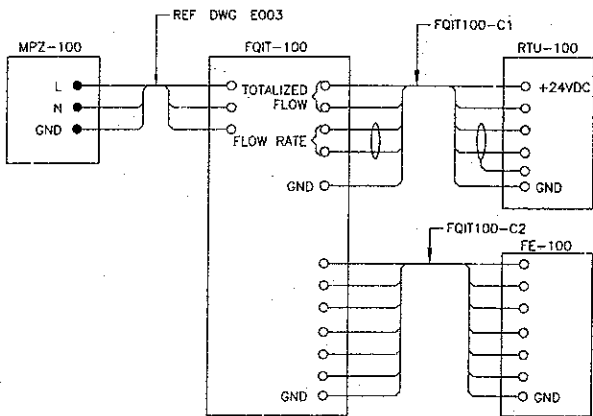 REF DWG E003
FQIT100-C1
MPZ-100
FQIT-100
RTU-100
L
TOTALIZED
FLOW
+24VDC
N
GND
FLOW RATE
GND
GND
FQIT100-C2
FE-100
GND
GND